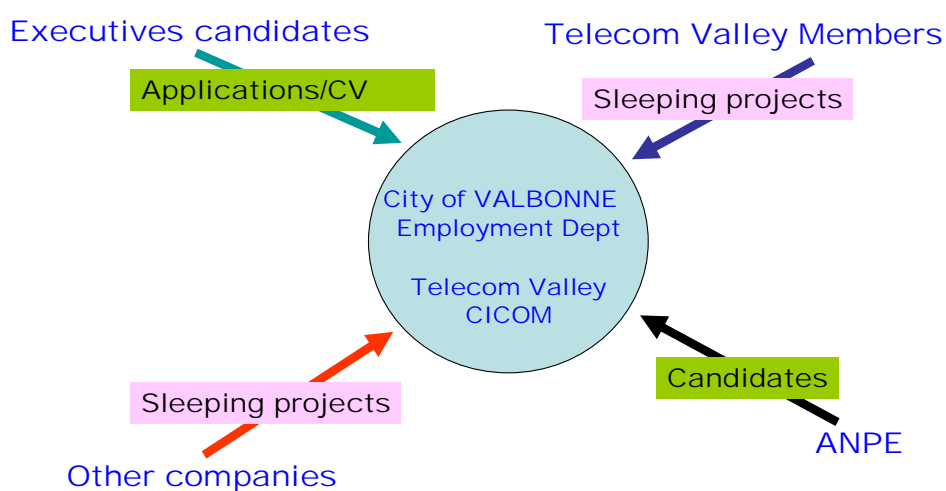 Executives candidates
Telecom Valley Members
Applications/CV
Sleeping projects
City of VALBONNE
Employment Dept
Telecom Valley
CICOM
Sleeping projects
Candidates
ANPE
Other companies